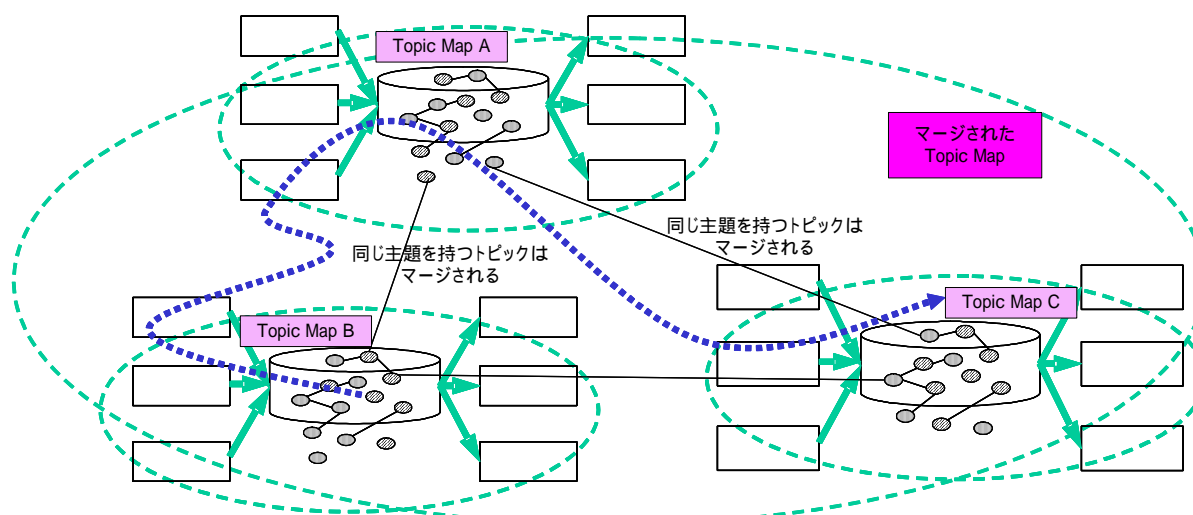 Topic Map A
マージされた
Topic Map
同じ主題を持つトピックは
マージされる
同じ主題を持つトピックは
マージされる
Topic Map B
Topic Map C